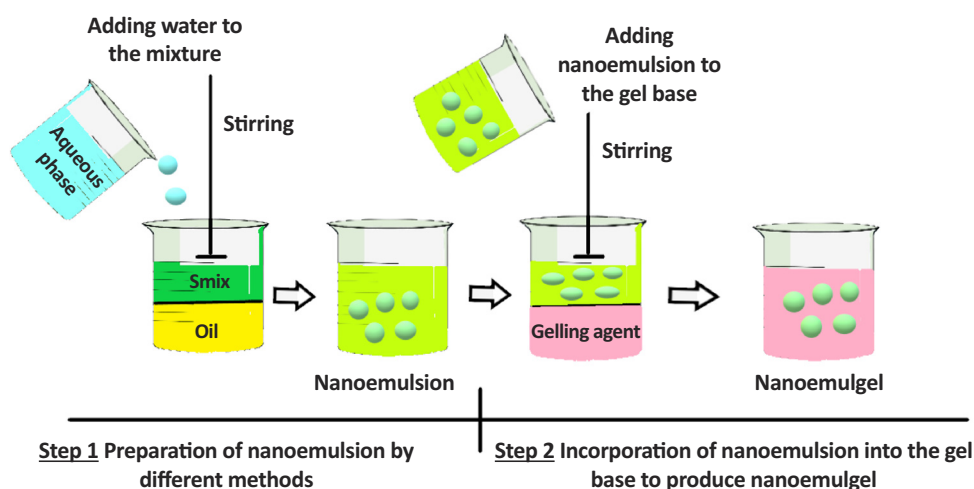 Adding water to
the mixture
Stirring
Aqueous
phase
Smix
Oil
Nanoemulsion
Adding
nanoemulsion to
the gel base
Stirring
Gelling agent
Nanoemulgel
Step 1 Preparation of nanoemulsion by
different methods
Step 2 Incorporation of nanoemulsion into the gel
base to produce nanoemulgel